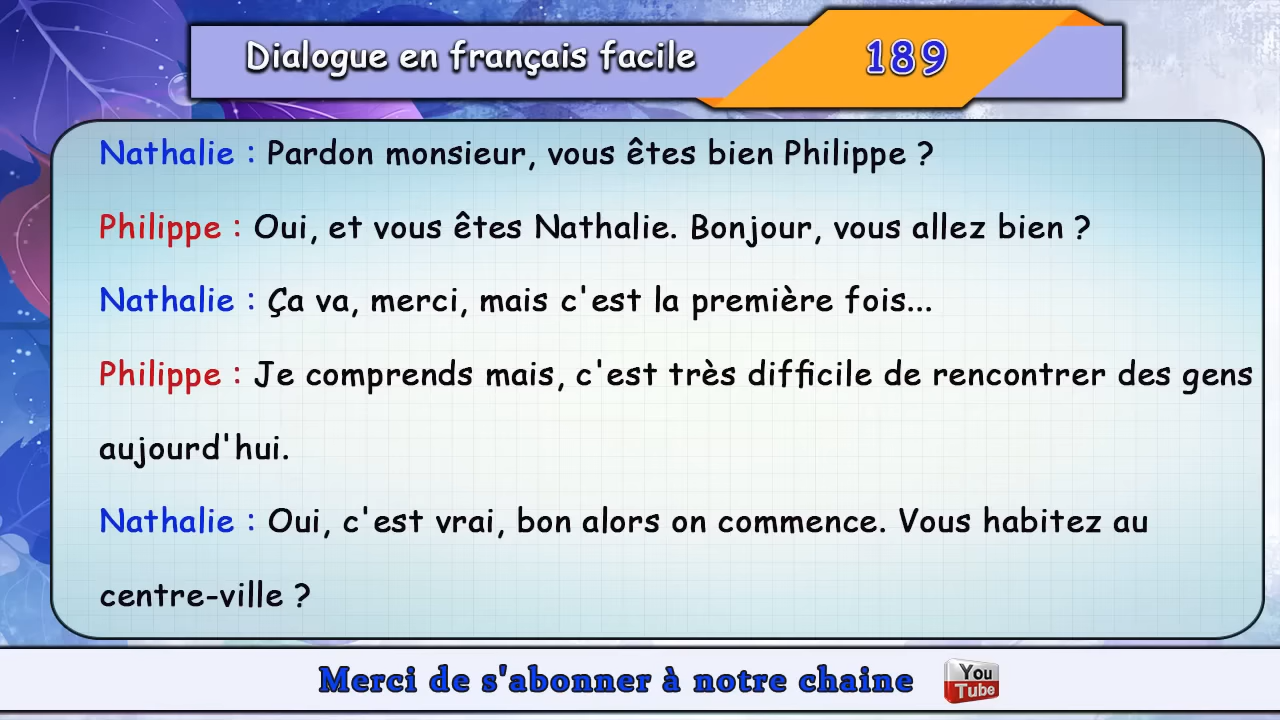 Dialogue en français facile
189
Nathalie : Pardon monsieur, vous êtes bien Philippe ?
Philippe : Oui, et vous êtes Nathalie. Bonjour, vous allez bien ?
Nathalie : Ça va, merci, mais c'est la première fois...
Philippe : Je comprends mais, c'est très difficile de rencontrer des gens
aujourd'hui.
Nathalie : Oui, c'est vrai, bon alors on commence. Vous habitez au
centre-ville ?
Merci de s'abonner à notre chaine
You
Tube